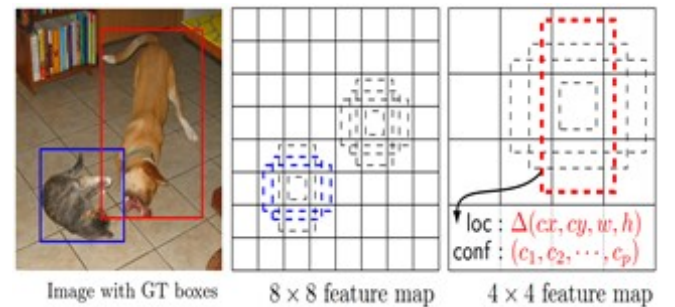 loc : Δ(cx, cy, w, h)
conf : (c₁, c₂, ⋯, cₚ)
Image with GT boxes
8 × 8 feature map
4 × 4 feature map